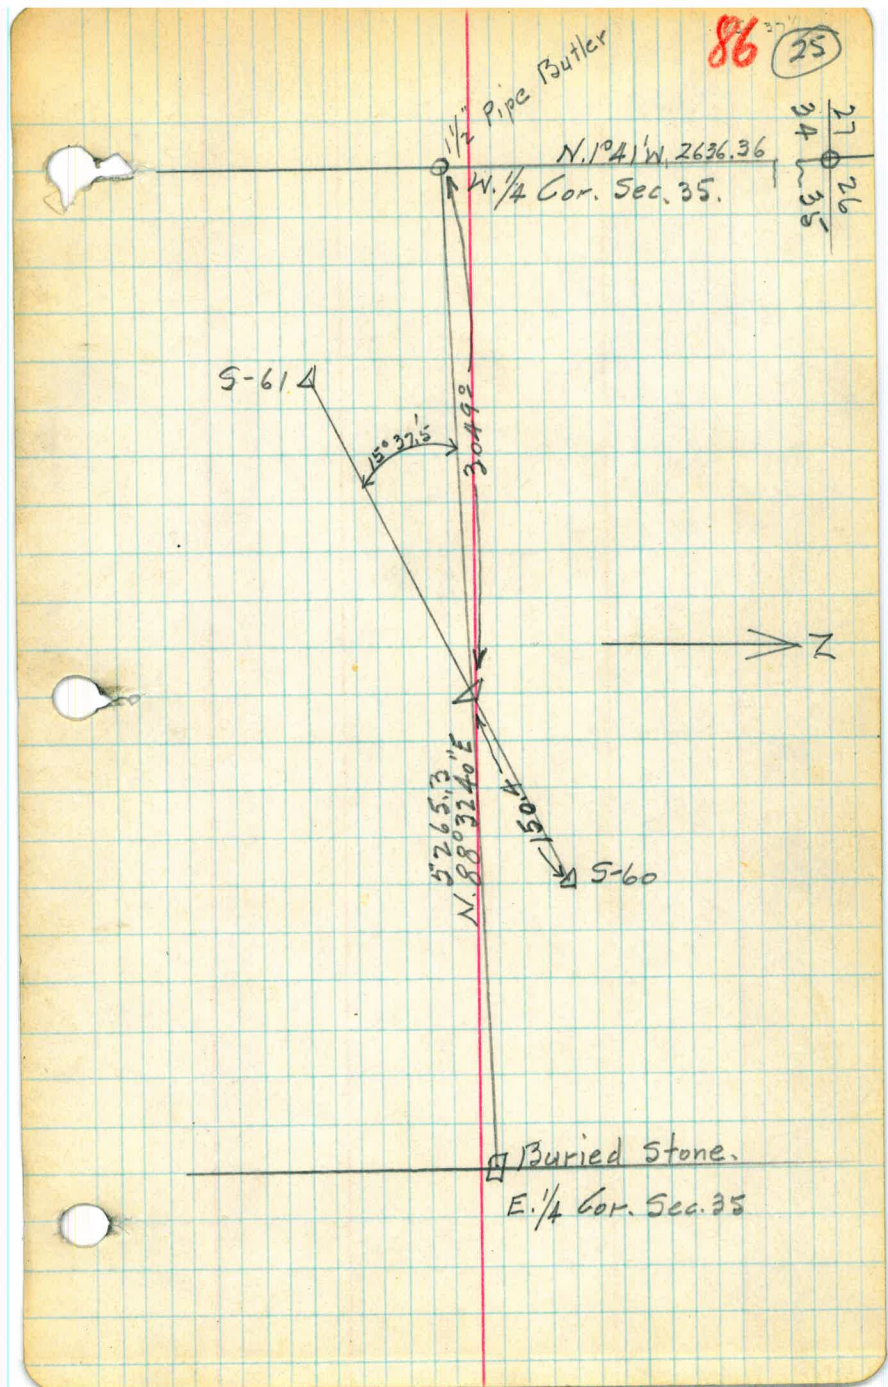 86
25
1½" Pipe Butler
N.1°41'W. 2636.36
W.¼ Cor. Sec. 35.
27 26
34 35
S-61
15°37.5'
3049.0
N
5265.3
N.88°32'40"E
150.4
S-60
Buried Stone.
E.¼ Cor. Sec. 35